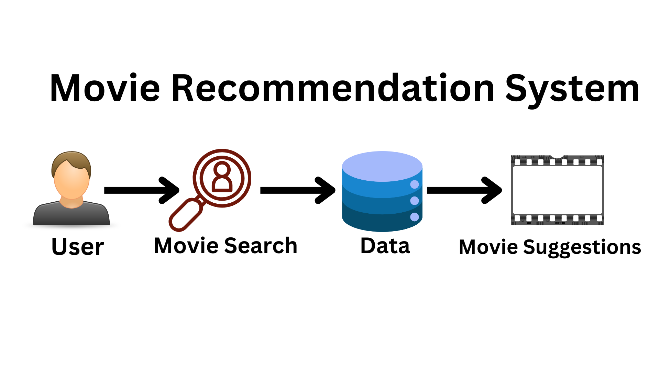 Movie Recommendation System
User
Movie Search
Data
Movie Suggestions